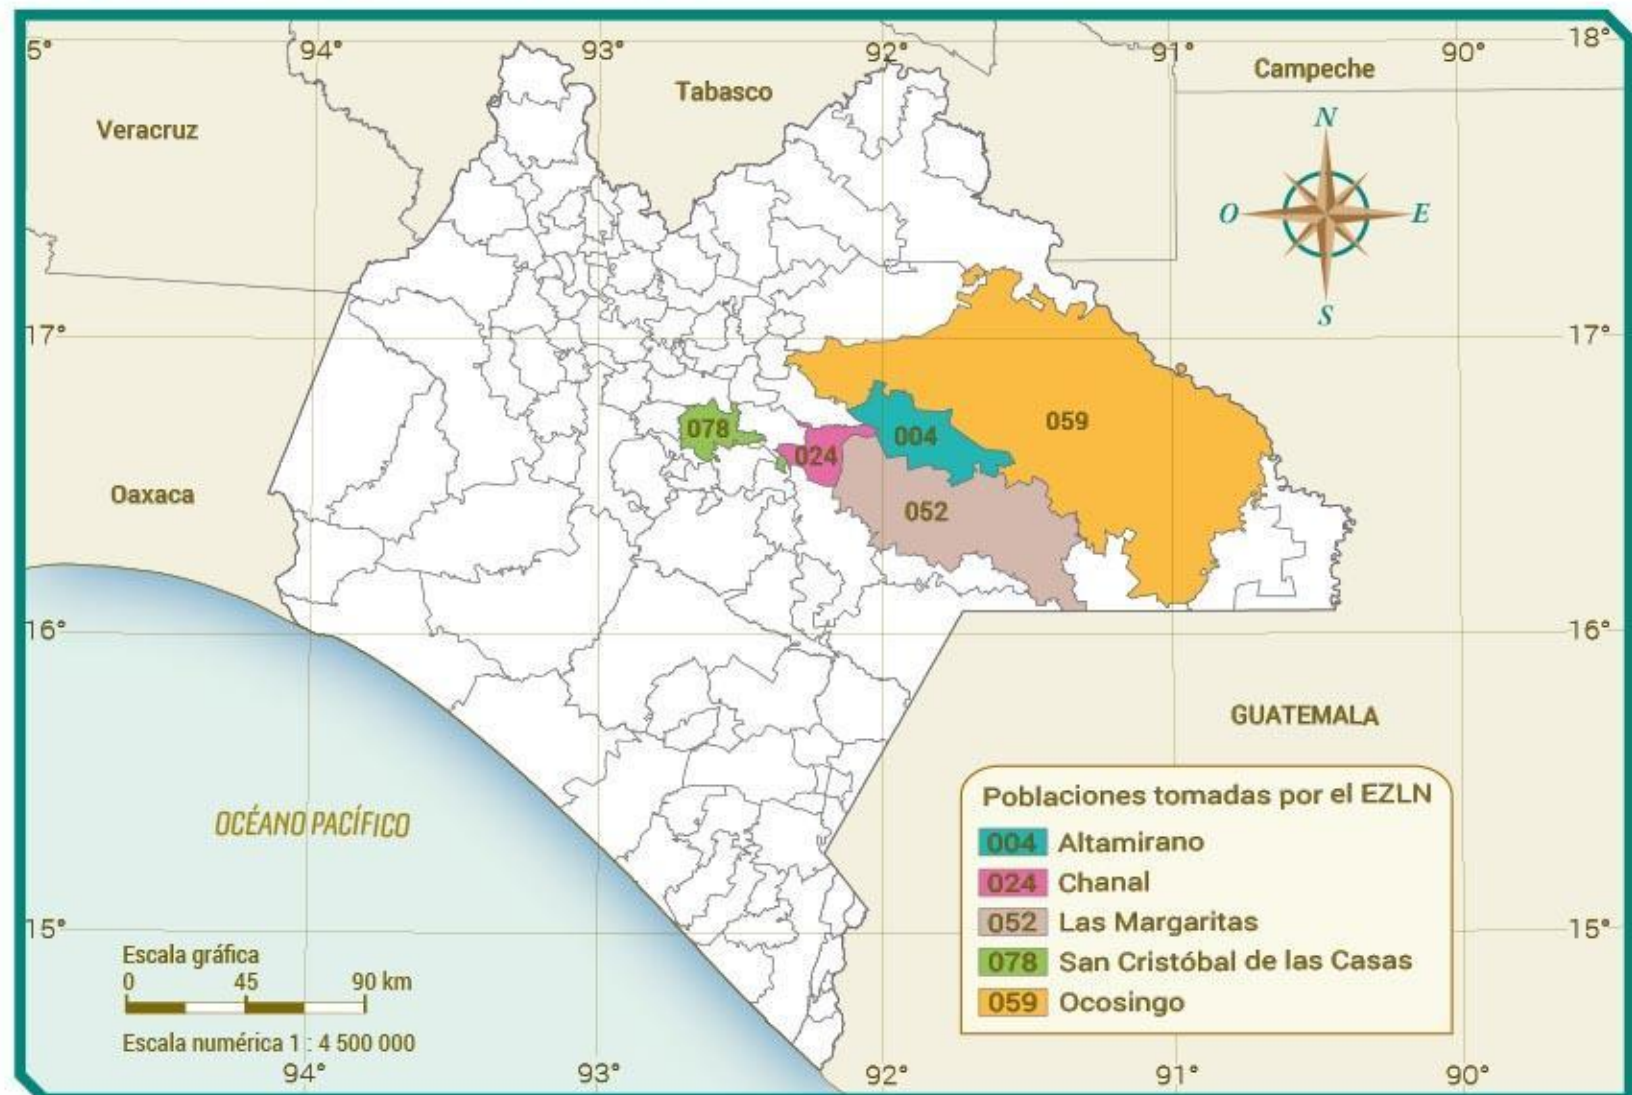 5°
94°
93°
92°
91°
90°
18°
Campeche
Tabasco
Veracruz
N
O
E
S
17°
17°
078
024
004
059
052
Oaxaca
16°
16°
GUATEMALA
OCÉANO PACÍFICO
Poblaciones tomadas por el EZLN
004 Altamirano
024 Chanal
052 Las Margaritas
078 San Cristóbal de las Casas
059 Ocosingo
15°
15°
Escala gráfica
0 45 90 km
Escala numérica 1 : 4 500 000
94°
93°
92°
91°
90°